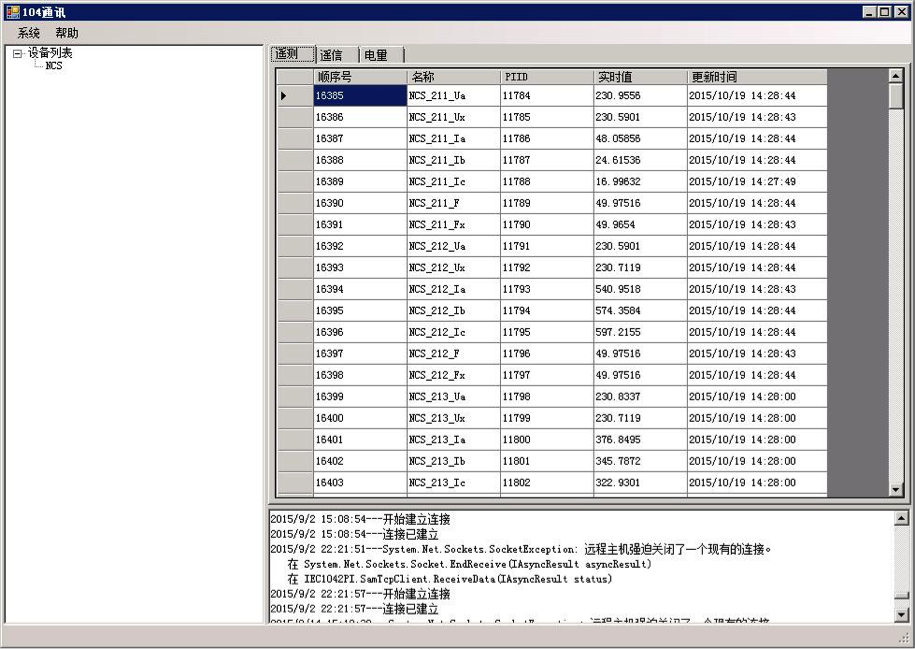 104通讯
系统 帮助
设备列表
NCS
遥测 遥信 电量
顺序号 名称 PIID 实时值 更新时间
16385 NCS_211_Ua 11784 230.9556 2015/10/19 14:28:44
16386 NCS_211_Ux 11785 230.5901 2015/10/19 14:28:43
16387 NCS_211_Ia 11786 48.05856 2015/10/19 14:28:44
16388 NCS_211_Ib 11787 24.61536 2015/10/19 14:28:44
16389 NCS_211_Ic 11788 16.99632 2015/10/19 14:27:49
16390 NCS_211_F 11789 49.97516 2015/10/19 14:28:44
16391 NCS_211_Fx 11790 49.9654 2015/10/19 14:28:43
16392 NCS_212_Ua 11791 230.5901 2015/10/19 14:28:44
16393 NCS_212_Ux 11792 230.7119 2015/10/19 14:28:44
16394 NCS_212_Ia 11793 540.9518 2015/10/19 14:28:43
16395 NCS_212_Ib 11794 574.3584 2015/10/19 14:28:44
16396 NCS_212_Ic 11795 597.2155 2015/10/19 14:28:44
16397 NCS_212_F 11796 49.97516 2015/10/19 14:28:43
16398 NCS_212_Fx 11797 49.97516 2015/10/19 14:28:44
16399 NCS_213_Ua 11798 230.8337 2015/10/19 14:28:00
16400 NCS_213_Ux 11799 230.7119 2015/10/19 14:28:00
16401 NCS_213_Ia 11800 376.8495 2015/10/19 14:28:00
16402 NCS_213_Ib 11801 345.7872 2015/10/19 14:28:00
16403 NCS_213_Ic 11802 322.9301 2015/10/19 14:28:00
2015/9/2 15:08:54---开始建立连接
2015/9/2 15:08:54---连接已建立
2015/9/2 22:21:51---System.Net.Sockets.SocketException: 远程主机强迫关闭了一个现有的连接。
在 System.Net.Sockets.Socket.EndReceive(IAsyncResult asyncResult)
在 IEC1042PI.SamTcpClient.ReceiveData(IAsyncResult status)
2015/9/2 22:21:57---开始建立连接
2015/9/2 22:21:57---连接已建立